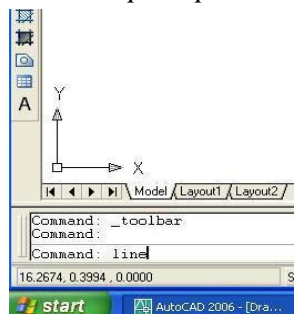 A
Y
X
Model Layout1 Layout2
Command: _toolbar
Command:
Command: line
16.2674, 0.3994 , 0.0000 S
start AutoCAD 2006 - [Dra...